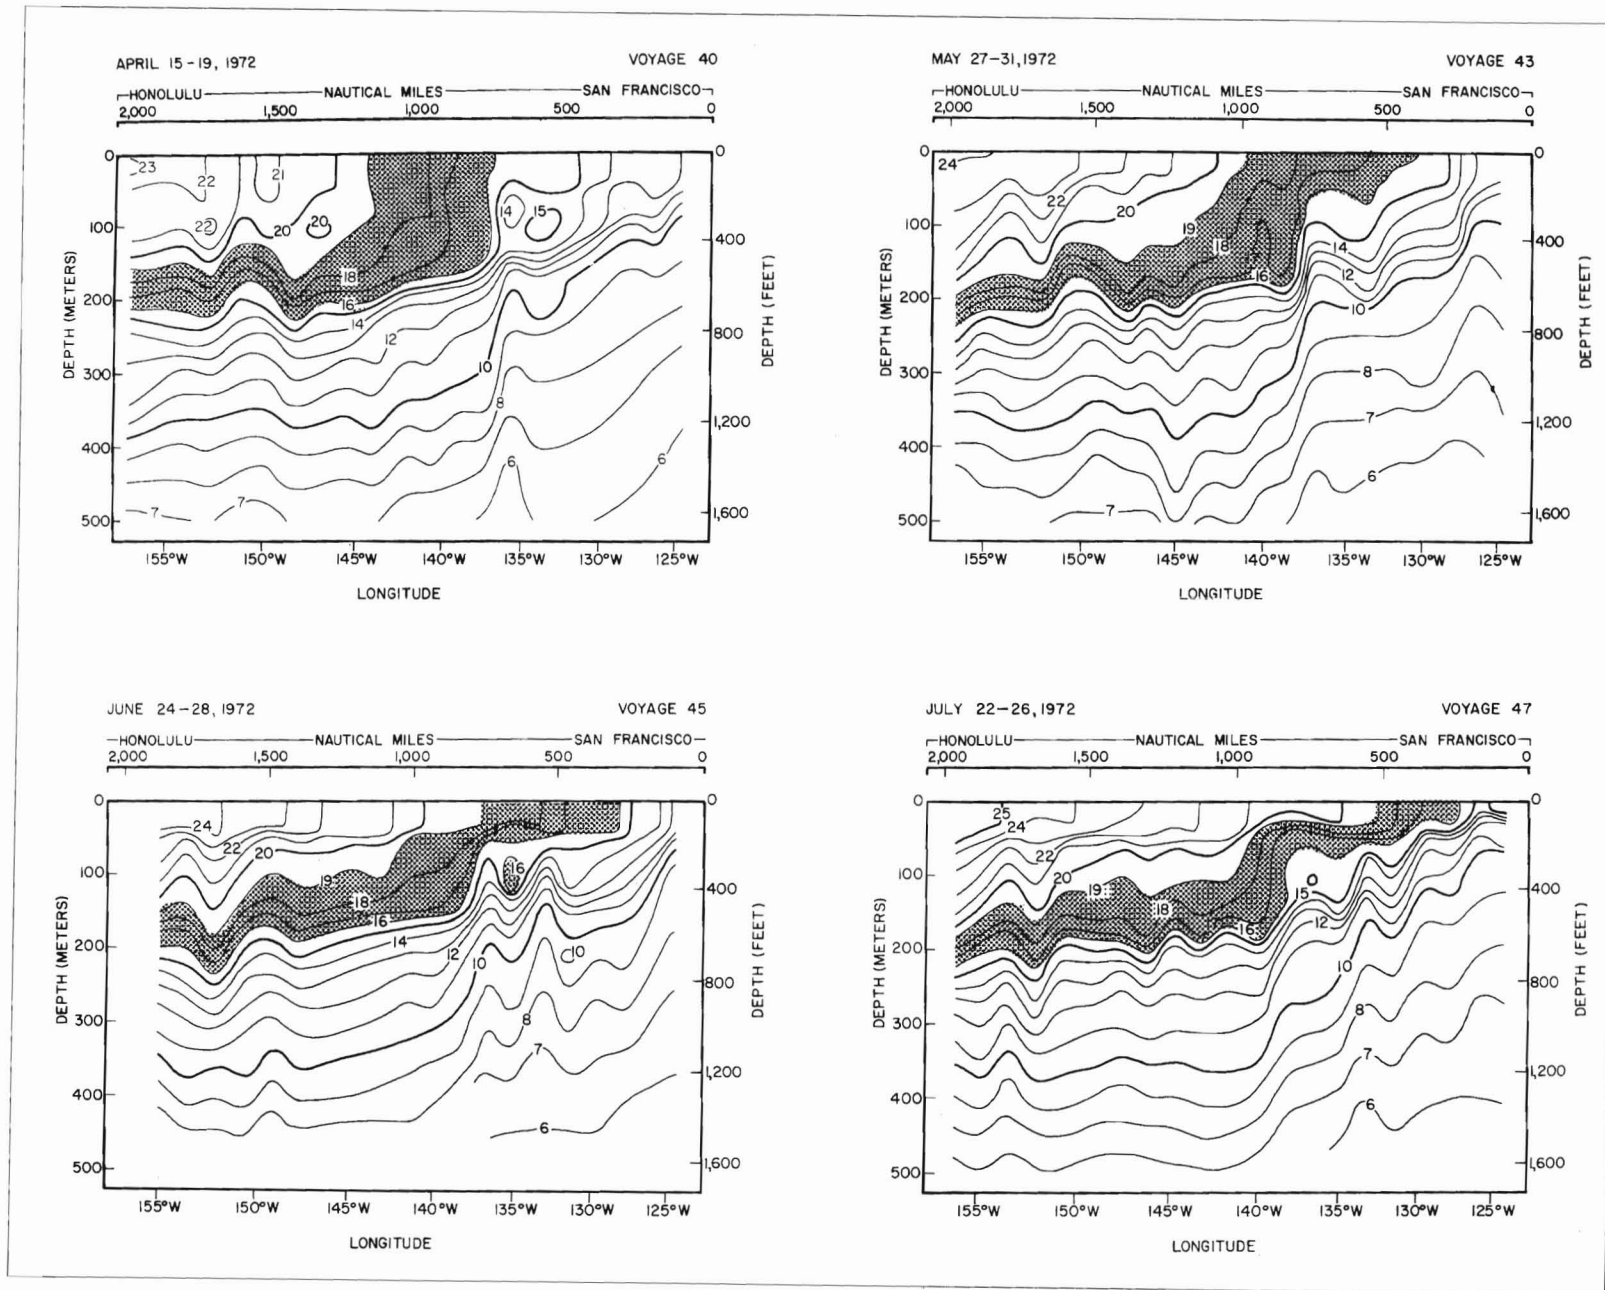 APRIL 15-19, 1972 VOYAGE 40
HONOLULU NAUTICAL MILES SAN FRANCISCO
2,000 1,500 1,000 500 0
0 0
23 22 21
22 20 20 14 15
100
400
18
16
14
12
200
800
10
300
8
1,200
400
6 6
7 7
500 1,600
DEPTH (METERS)
DEPTH (FEET)
155°W 150°W 145°W 140°W 135°W 130°W 125°W
LONGITUDE
MAY 27-31, 1972 VOYAGE 43
HONOLULU NAUTICAL MILES SAN FRANCISCO
2,000 1,500 1,000 500 0
0 0
24
22
20
19
100
18
14
400
16 12
10
200
800
8
300
7
1,200
400
6
7
500 1,600
DEPTH (METERS)
DEPTH (FEET)
155°W 150°W 145°W 140°W 135°W 130°W 125°W
LONGITUDE
JUNE 24-28, 1972 VOYAGE 45
HONOLULU NAUTICAL MILES SAN FRANCISCO
2,000 1,500 1,000 500 0
0 0
24
22
20
16
100
19
400
18
16
14
12
10
10
200
800
8
300
7
1,200
400
6
500 1,600
DEPTH (METERS)
DEPTH (FEET)
155°W 150°W 145°W 140°W 135°W 130°W 125°W
LONGITUDE
JULY 22-26, 1972 VOYAGE 47
HONOLULU NAUTICAL MILES SAN FRANCISCO
2,000 1,500 1,000 500 0
0 0
25
24
22
20
100
19
15
400
18
16
12
200
10
800
8
300
7
1,200
400
6
500 1,600
DEPTH (METERS)
DEPTH (FEET)
155°W 150°W 145°W 140°W 135°W 130°W 125°W
LONGITUDE